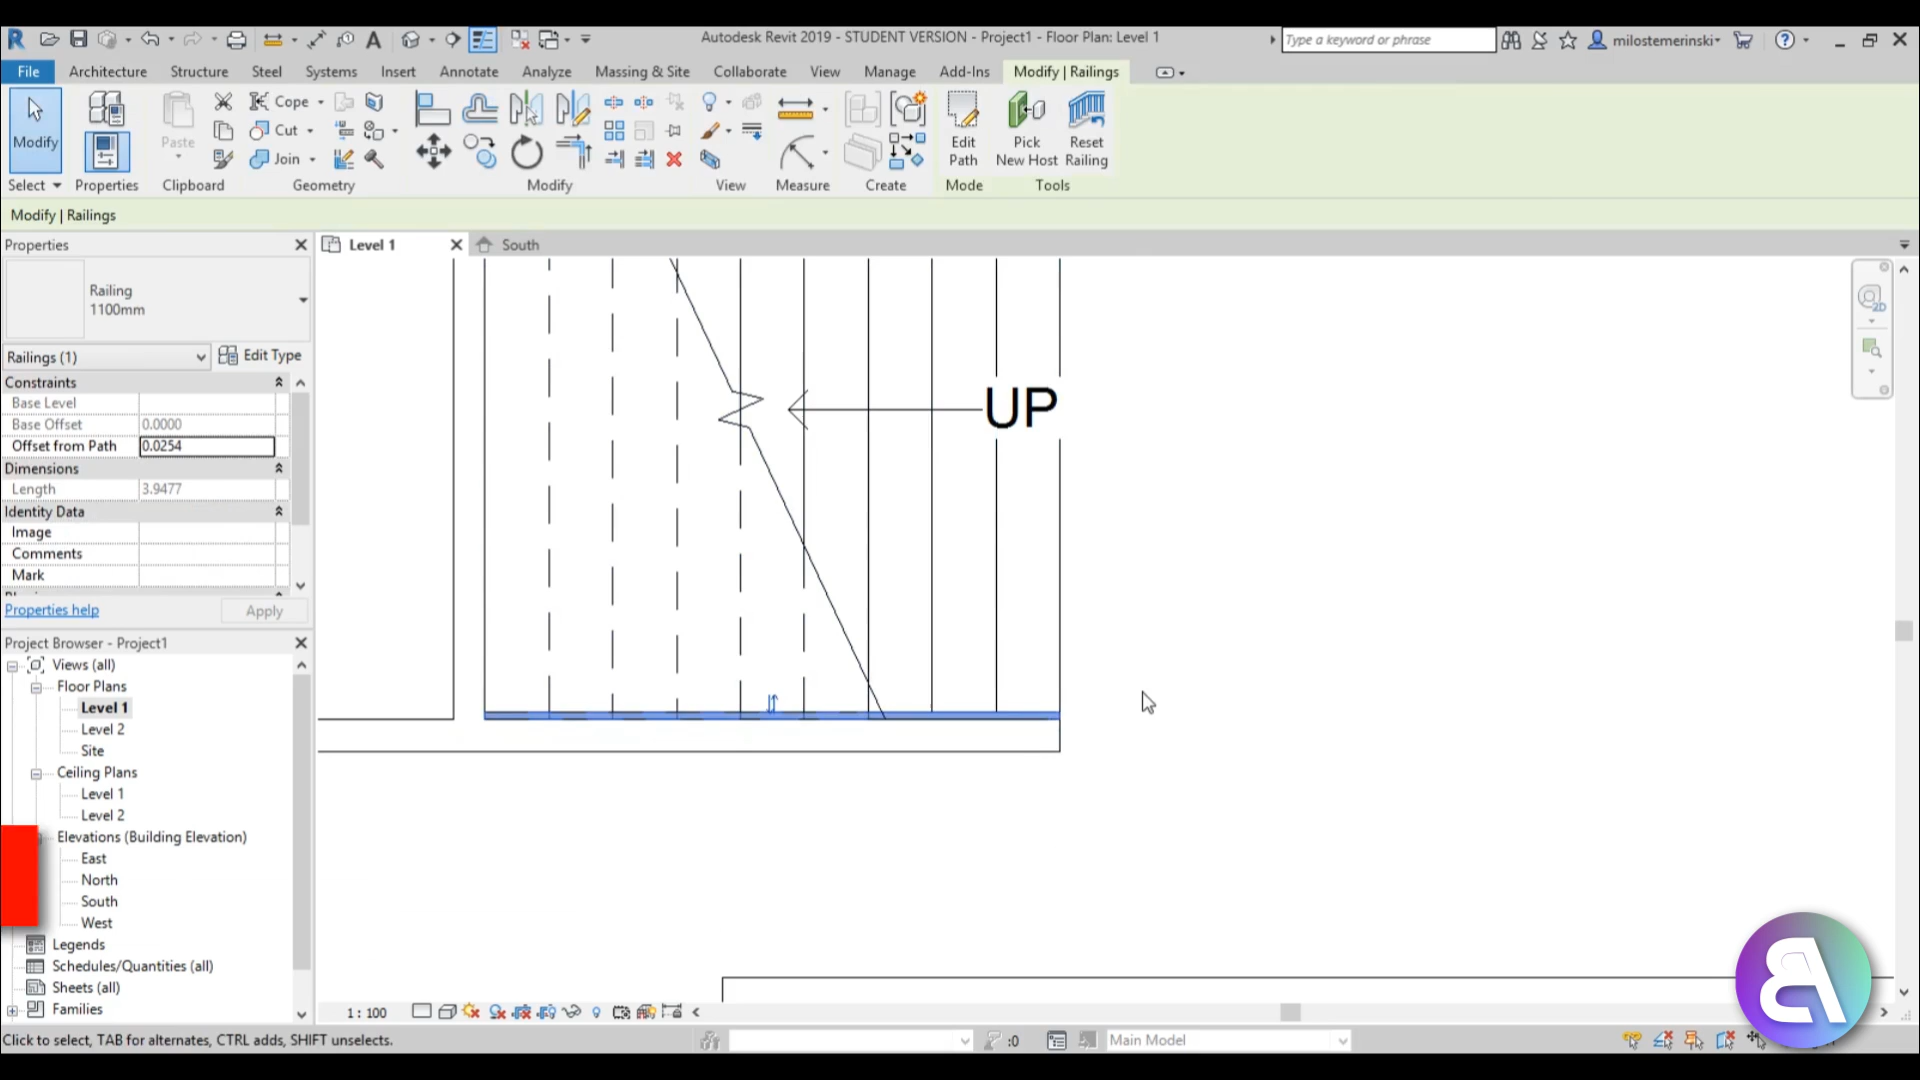 Autodesk Revit 2019 - STUDENT VERSION - Project1 - Floor Plan: Level 1
Type a keyword or phrase
milostemerinski
File Architecture Structure Steel Systems Insert Annotate Analyze Massing & Site Collaborate View Manage Add-Ins Modify | Railings
Modify
Paste
Cope
Cut
Join
Edit Path
Pick New Host
Reset Railing
Select Properties Clipboard Geometry Modify View Measure Create Mode Tools
Modify | Railings
Properties
Level 1
South
Railing
1100mm
Railings (1)
Edit Type
Constraints
Base Level
Base Offset 0.0000
Offset from Path 0.0254
Dimensions
Length 3.9477
Identity Data
Image
Comments
Mark
Properties help
Apply
UP
Project Browser - Project1
Views (all)
Floor Plans
Level 1
Level 2
Site
Ceiling Plans
Level 1
Level 2
Elevations (Building Elevation)
East
North
South
West
Legends
Schedules/Quantities (all)
Sheets (all)
Families
1 : 100
2D
Click to select, TAB for alternates, CTRL adds, SHIFT unselects.
:0
Main Model